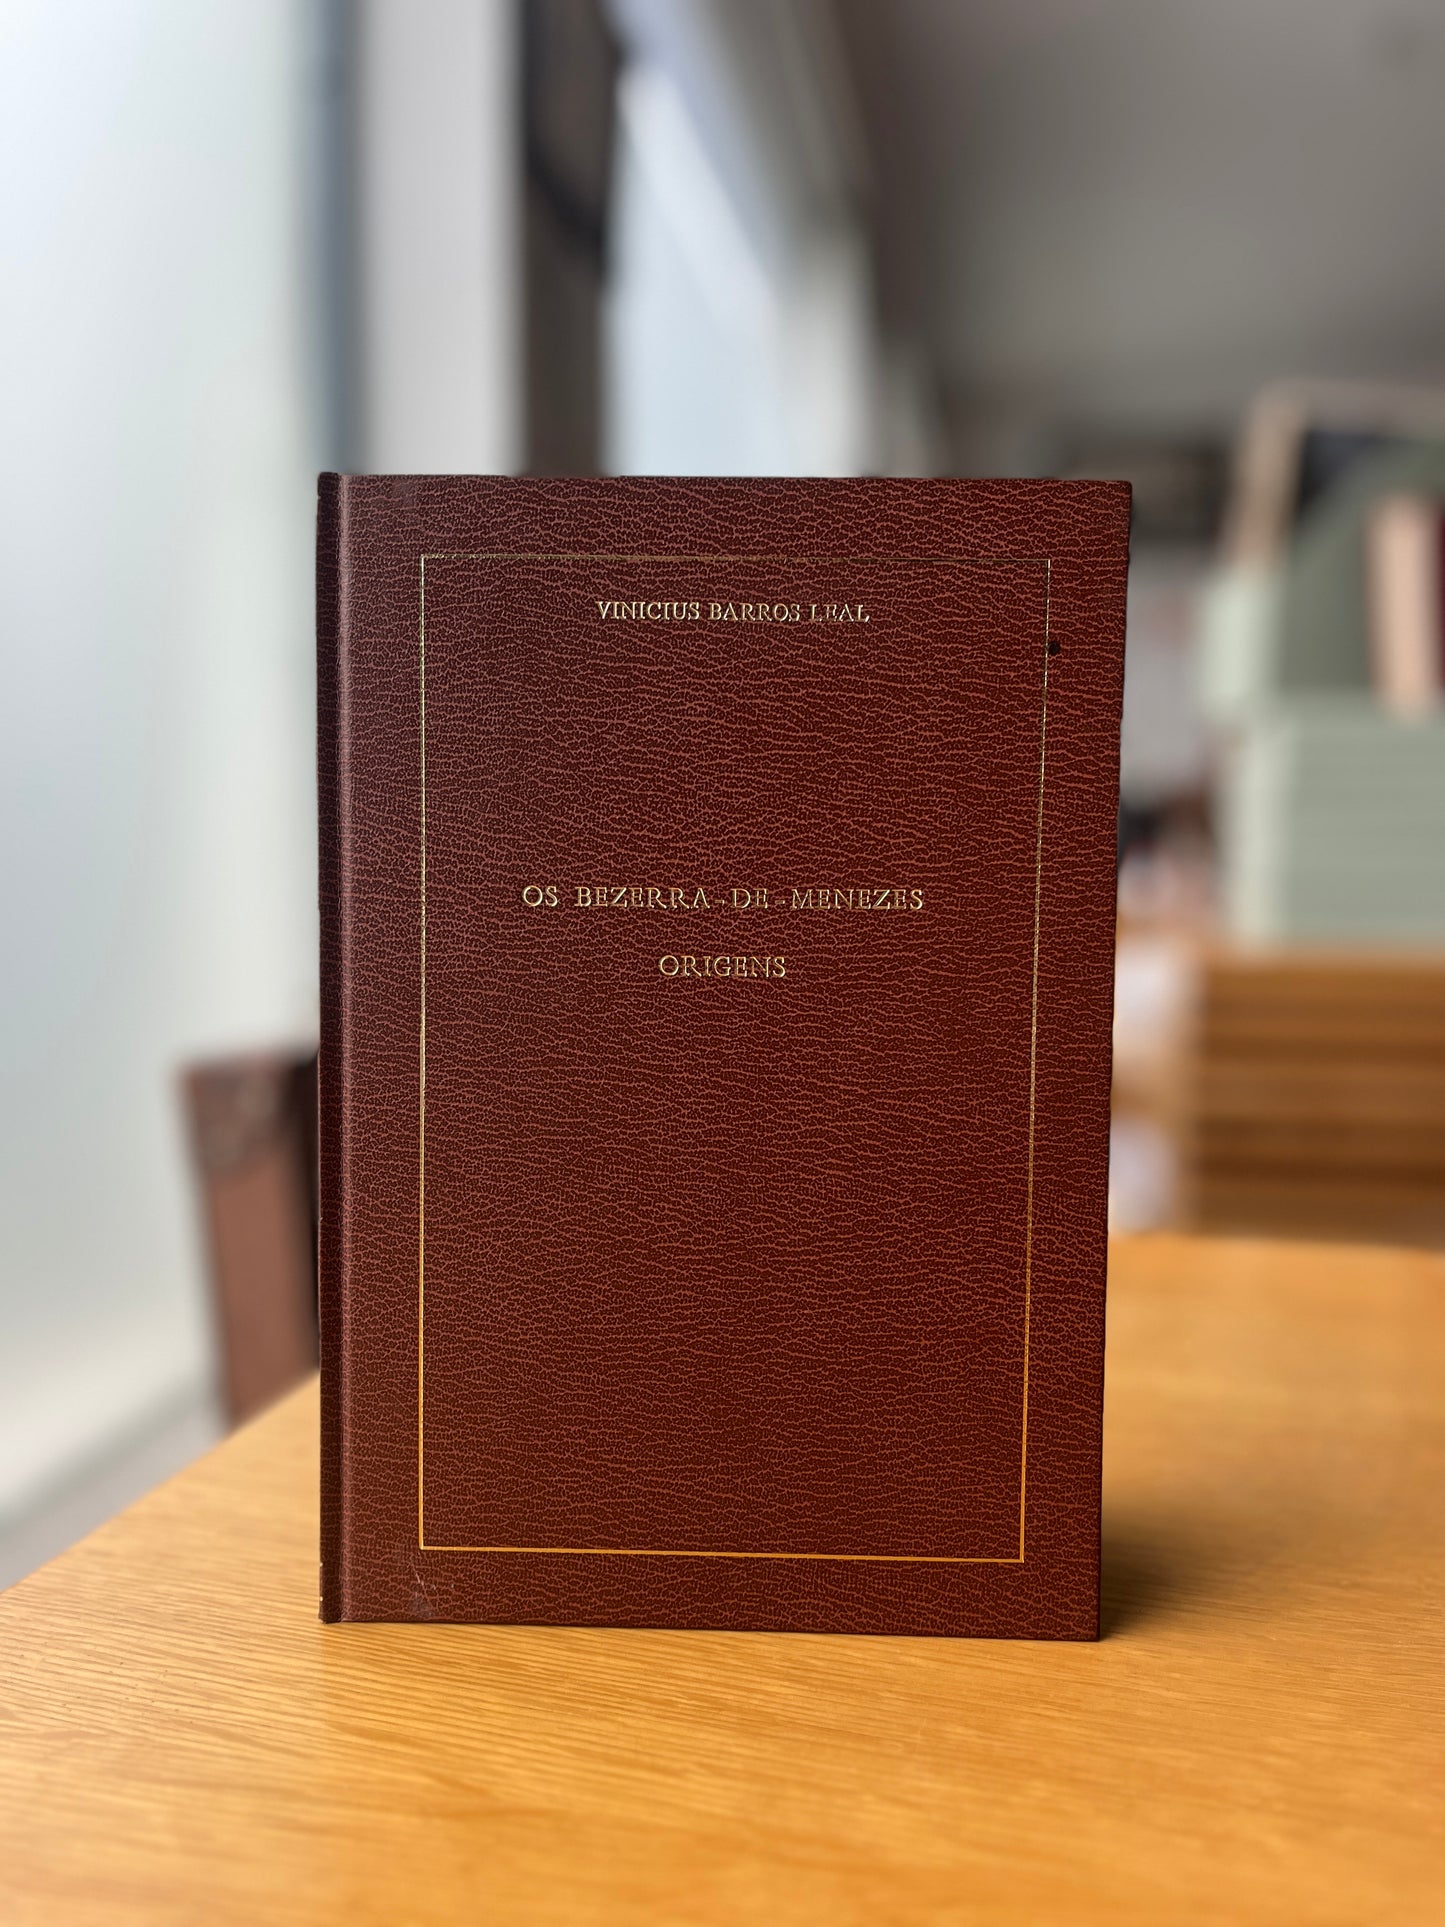 VINICIUS BARROS LEAL
OS BEZERRA-DE-MENEZES
ORIGENS